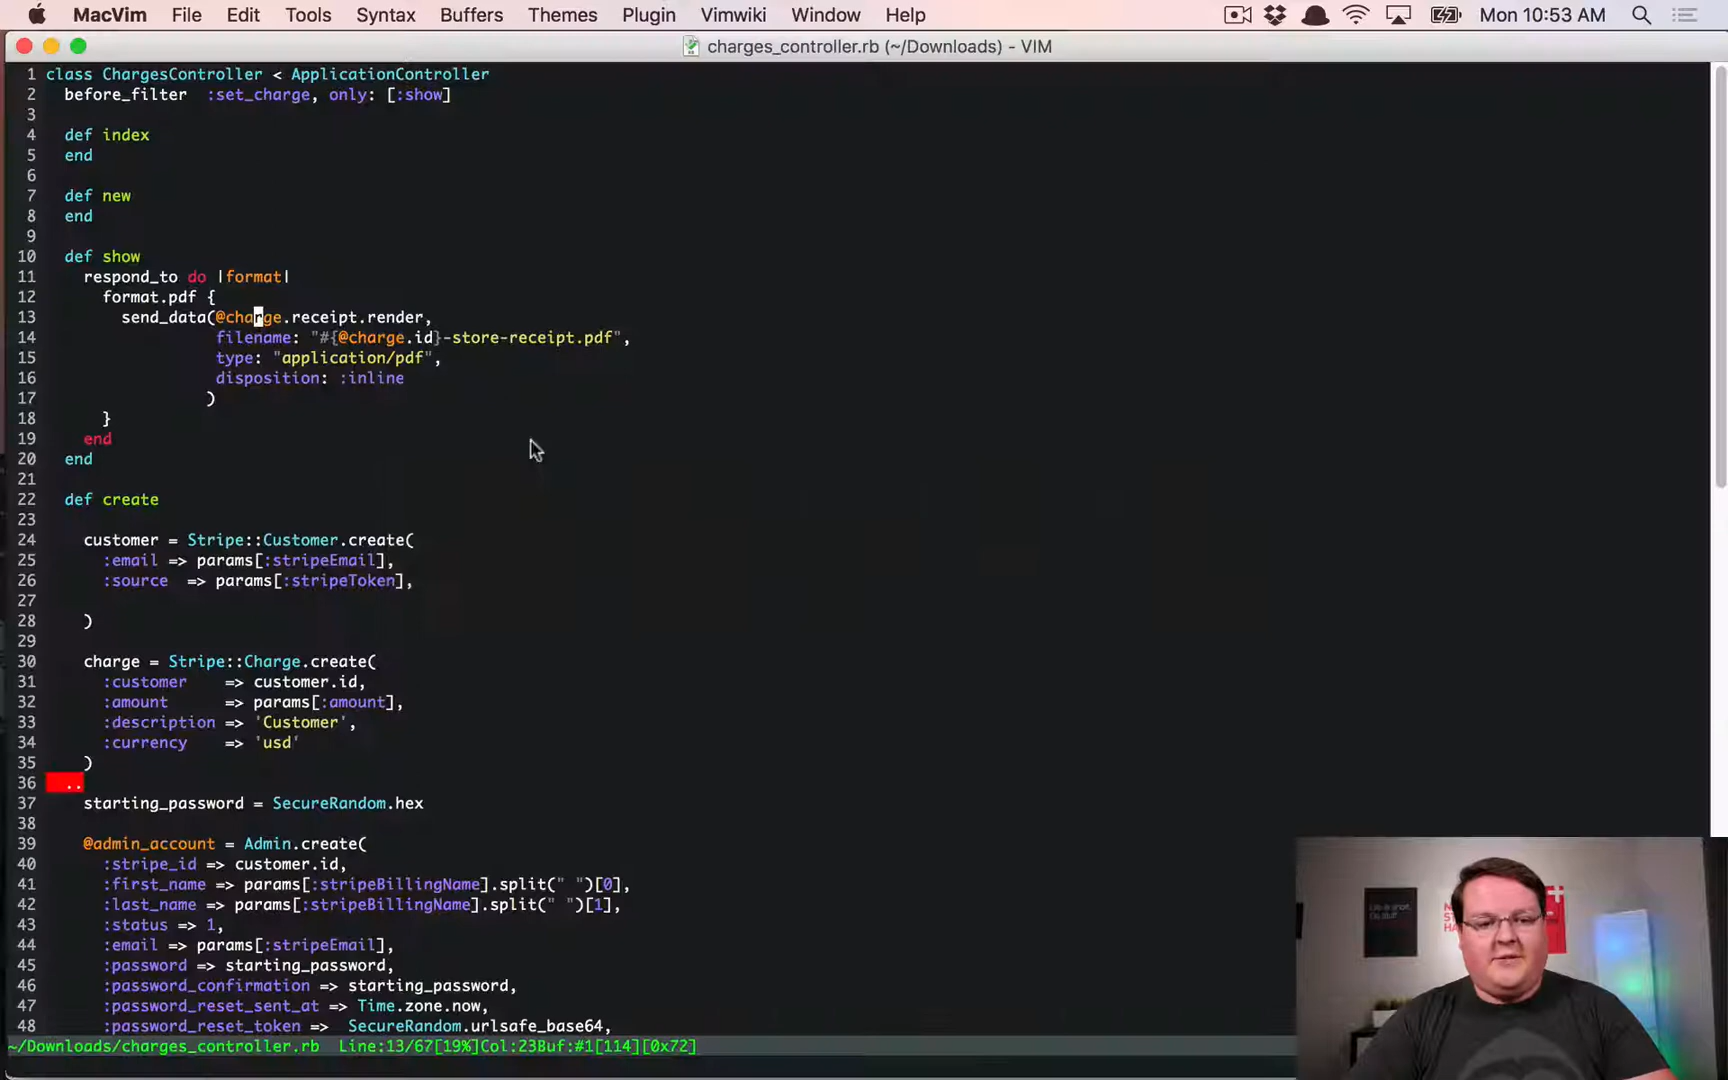 MacVim File Edit Tools Syntax Buffers Themes Plugin Vimwiki Window Help Mon 10:53 AM
charges_controller.rb (~/Downloads) - VIM
1 class ChargesController < ApplicationController
2 before_filter :set_charge, only: [:show]
3
4 def index
5 end
6
7 def new
8 end
9
10 def show
11 respond_to do |format|
12 format.pdf {
13 send_data(@charge.receipt.render,
14 filename: "#{@charge.id}-store-receipt.pdf",
15 type: "application/pdf",
16 disposition: :inline
17 )
18 }
19 end
20 end
21
22 def create
23
24 customer = Stripe::Customer.create(
25 :email => params[:stripeEmail],
26 :source => params[:stripeToken],
27
28 )
29
30 charge = Stripe::Charge.create(
31 :customer => customer.id,
32 :amount => params[:amount],
33 :description => 'Customer',
34 :currency => 'usd'
35 )
36 ..
37 starting_password = SecureRandom.hex
38
39 @admin_account = Admin.create(
40 :stripe_id => customer.id,
41 :first_name => params[:stripeBillingName].split(" ")[0],
42 :last_name => params[:stripeBillingName].split(" ")[1],
43 :status => 1,
44 :email => params[:stripeEmail],
45 :password => starting_password,
46 :password_confirmation => starting_password,
47 :password_reset_sent_at => Time.zone.now,
48 :password_reset_token => SecureRandom.urlsafe_base64,
~/Downloads/charges_controller.rb Line:13/67[19%]Col:23Buf:#1[114][0x72]